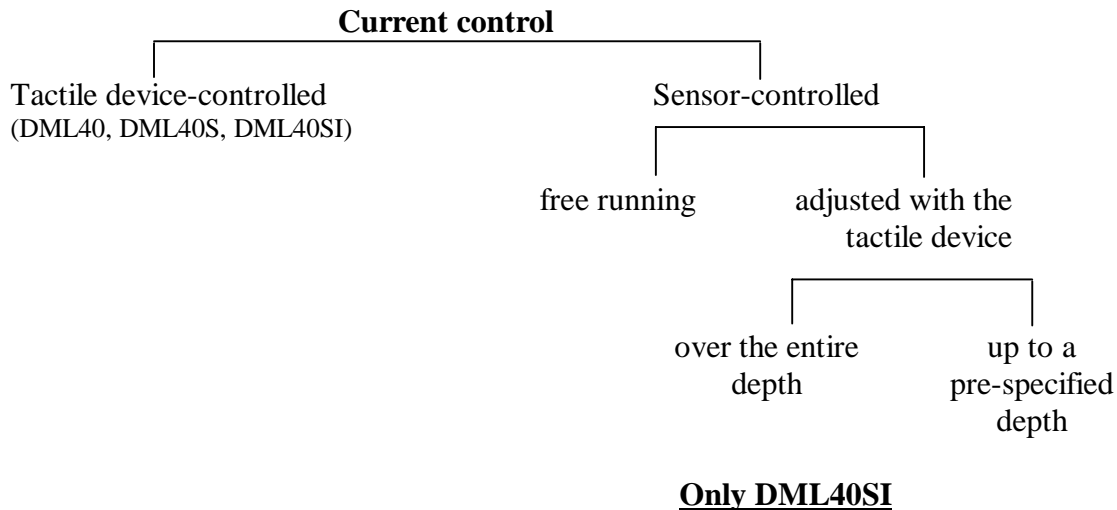 Current control
Tactile device-controlled
(DML40, DML40S, DML40SI)
Sensor-controlled
free running
adjusted with the
tactile device
over the entire
depth
up to a
pre-specified
depth
Only DML40SI